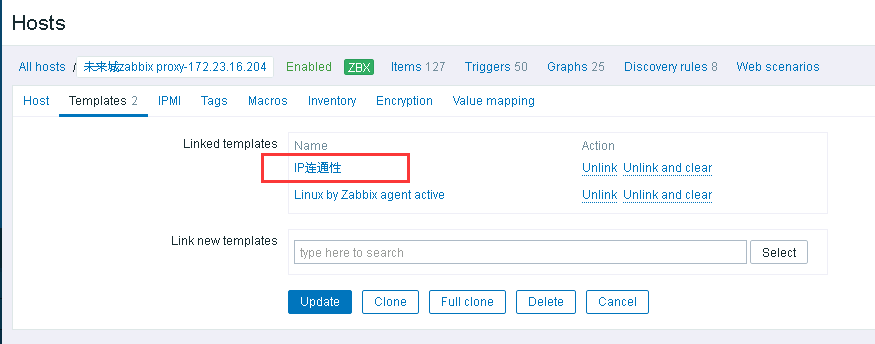 Hosts
All hosts / 未来城zabbix proxy-172.23.16.204 Enabled ZBX Items 127 Triggers 50 Graphs 25 Discovery rules 8 Web scenarios
Host Templates 2 IPMI Tags Macros Inventory Encryption Value mapping
Linked templates Name Action
IP连通性 Unlink Unlink and clear
Linux by Zabbix agent active Unlink Unlink and clear
Link new templates type here to search Select
Update Clone Full clone Delete Cancel